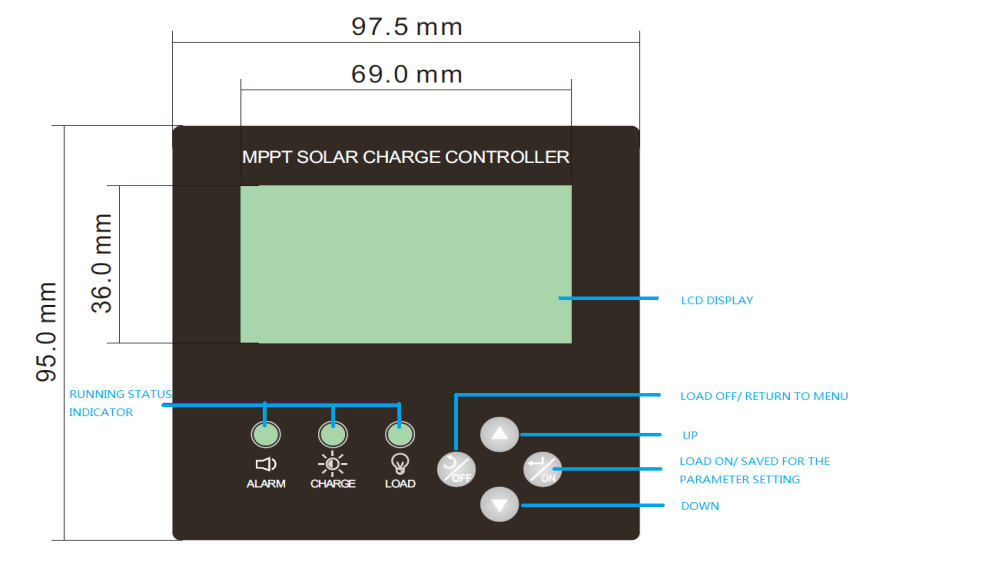 97.5 mm
69.0 mm
MPPT SOLAR CHARGE CONTROLLER
36.0 mm
95.0 mm
LCD DISPLAY
RUNNING STATUS
INDICATOR
LOAD OFF/ RETURN TO MENU
UP
LOAD ON/ SAVED FOR THE
PARAMETER SETTING
DOWN
ALARM
CHARGE
LOAD
OFF
ON